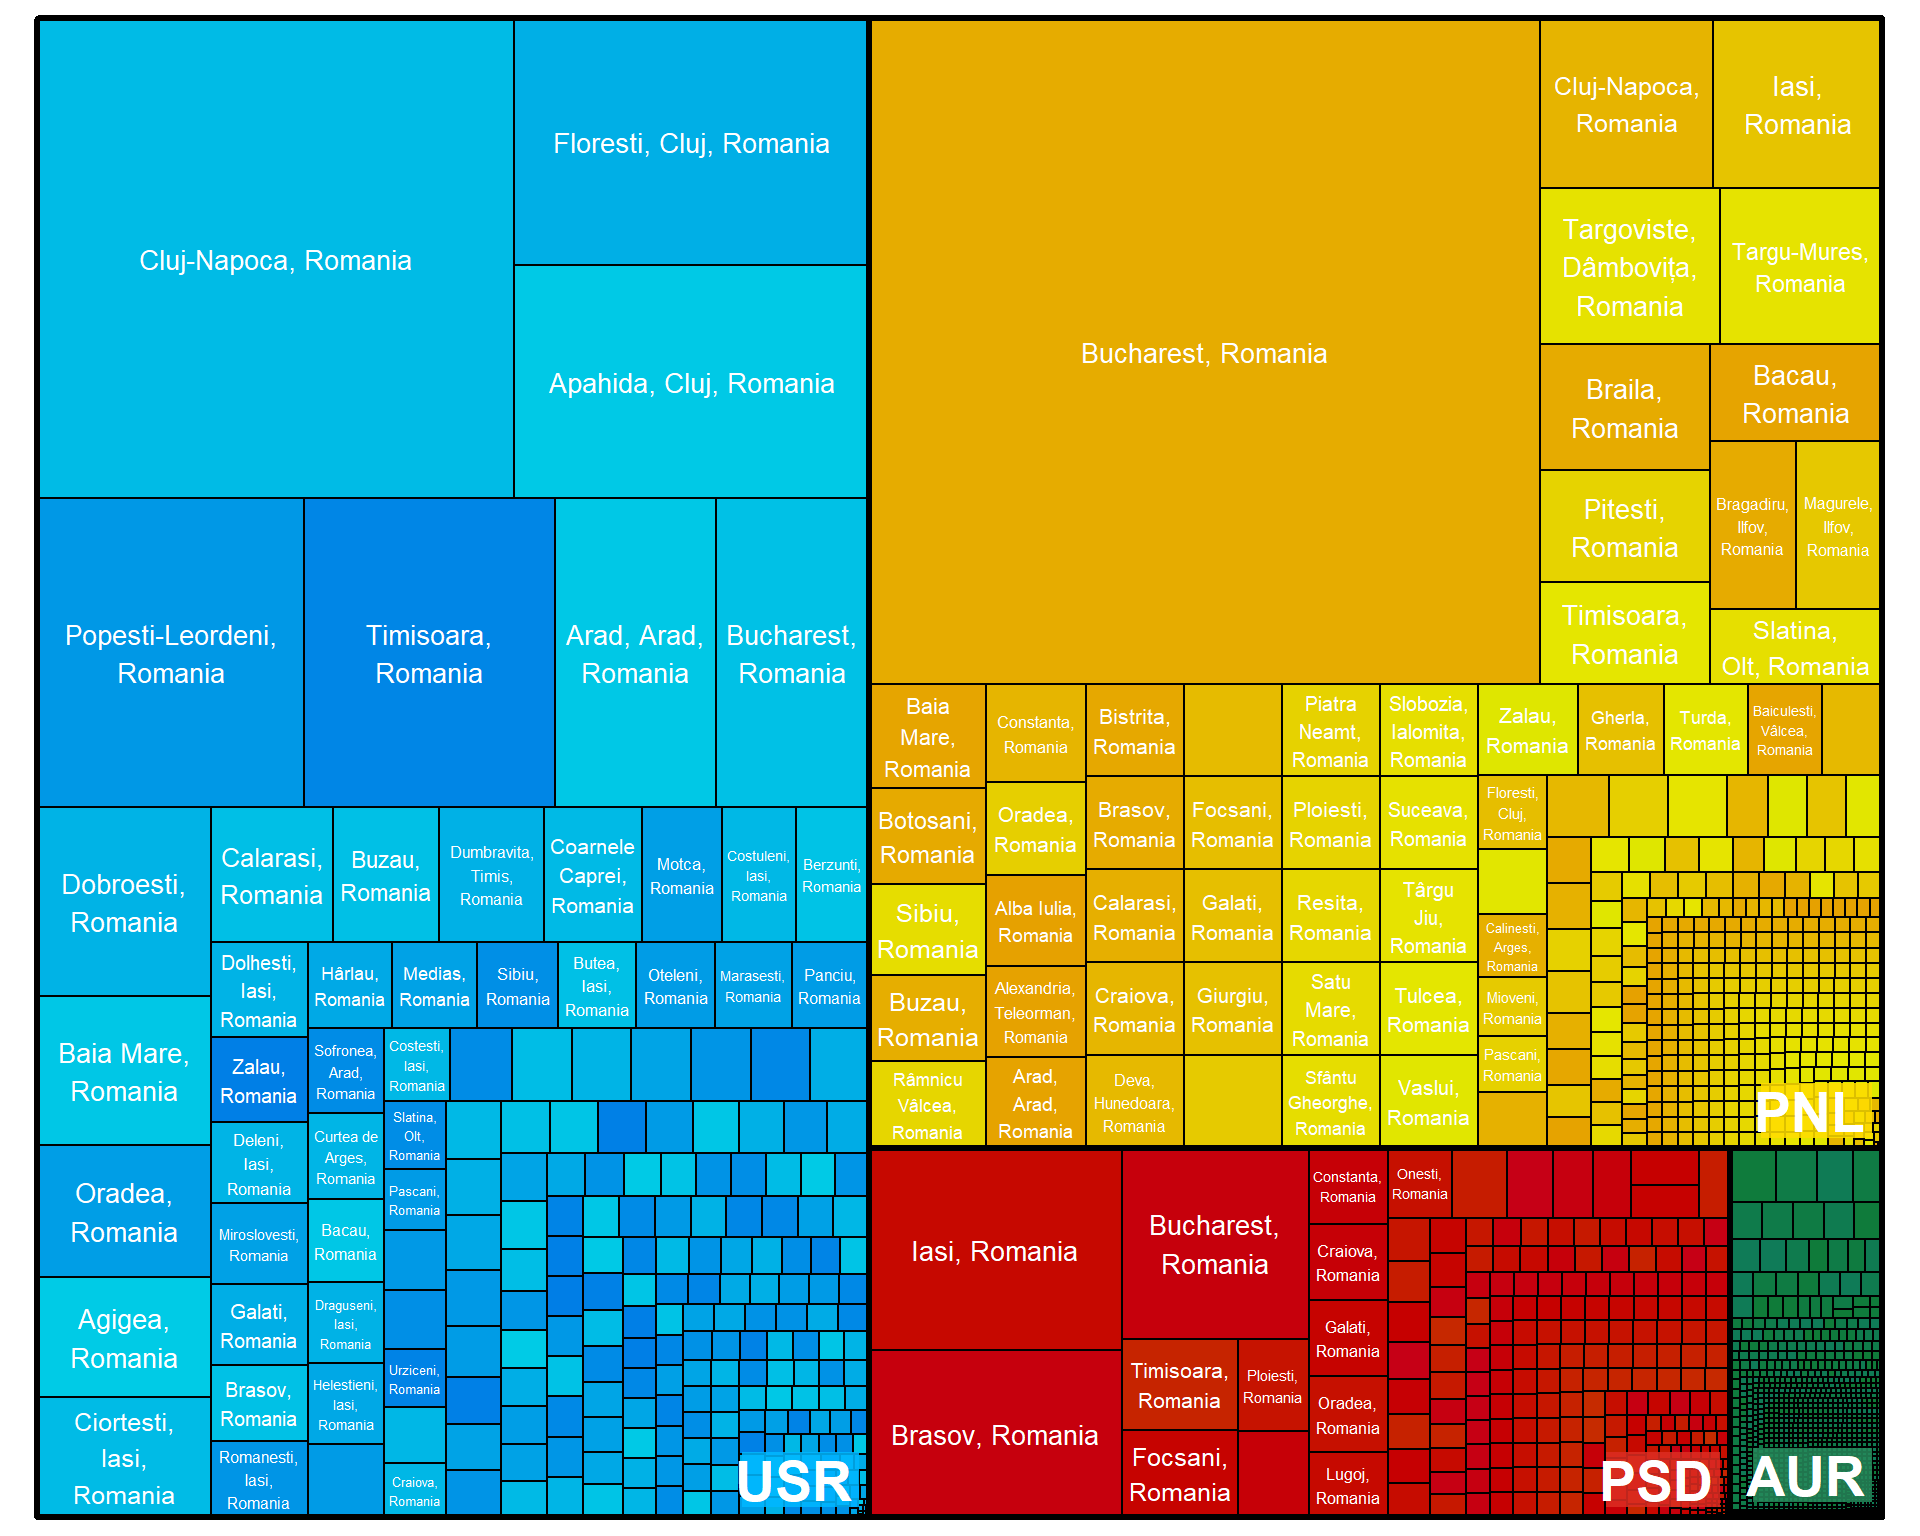 Cluj-Napoca, Romania
Floresti, Cluj, Romania
Apahida, Cluj, Romania
Popesti-Leordeni,
Romania
Timisoara,
Romania
Arad, Arad,
Romania
Bucharest,
Romania
Dobroesti,
Romania
Baia Mare,
Romania
Oradea,
Romania
Agigea,
Romania
Ciortesti,
Iasi,
Romania
Calarasi,
Romania
Buzau,
Romania
Dumbravita,
Timis,
Romania
Coarnele
Caprei,
Romania
Motca,
Romania
Costuleni,
Iasi,
Romania
Berzunti,
Romania
Dolhesti,
Iasi,
Romania
Hârlau,
Romania
Medias,
Romania
Sibiu,
Romania
Butea,
Iasi,
Romania
Oteleni,
Romania
Marasesti,
Romania
Panciu,
Romania
Zalau,
Romania
Deleni,
Iasi,
Romania
Miroslovesti,
Romania
Galati,
Romania
Brasov,
Romania
Romanesti,
Iasi,
Romania
Sofronea,
Arad,
Romania
Curtea de
Arges,
Romania
Bacau,
Romania
Draguseni,
Iasi,
Romania
Helestieni,
Iasi,
Romania
Costesti,
Iasi,
Romania
Slatina,
Olt,
Romania
Pascani,
Romania
Urziceni,
Romania
Craiova,
Romania
USR
Bucharest, Romania
Cluj-Napoca,
Romania
Iasi,
Romania
Targoviste,
Dâmbovița,
Romania
Targu-Mures,
Romania
Braila,
Romania
Bacau,
Romania
Pitesti,
Romania
Bragadiru,
Ilfov,
Romania
Magurele,
Ilfov,
Romania
Timisoara,
Romania
Slatina,
Olt, Romania
Baia
Mare,
Romania
Botosani,
Romania
Sibiu,
Romania
Buzau,
Romania
Râmnicu
Vâlcea,
Romania
Constanta,
Romania
Oradea,
Romania
Alba Iulia,
Romania
Alexandria,
Teleorman,
Romania
Arad,
Arad,
Romania
Bistrita,
Romania
Brasov,
Romania
Calarasi,
Romania
Craiova,
Romania
Deva,
Hunedoara,
Romania
Focsani,
Romania
Galati,
Romania
Giurgiu,
Romania
Piatra
Neamt,
Romania
Ploiesti,
Romania
Resita,
Romania
Satu
Mare,
Romania
Sfântu
Gheorghe,
Romania
Slobozia,
Ialomita,
Romania
Suceava,
Romania
Târgu
Jiu,
Romania
Tulcea,
Romania
Vaslui,
Romania
Zalau,
Romania
Gherla,
Romania
Turda,
Romania
Baiculesti,
Vâlcea,
Romania
Floresti,
Cluj,
Romania
Calinesti,
Arges,
Romania
Mioveni,
Romania
Pascani,
Romania
PNL
Iasi, Romania
Brasov, Romania
Bucharest,
Romania
Timisoara,
Romania
Ploiesti,
Romania
Focsani,
Romania
Constanta,
Romania
Craiova,
Romania
Galati,
Romania
Oradea,
Romania
Lugoj,
Romania
Onesti,
Romania
PSD
AUR